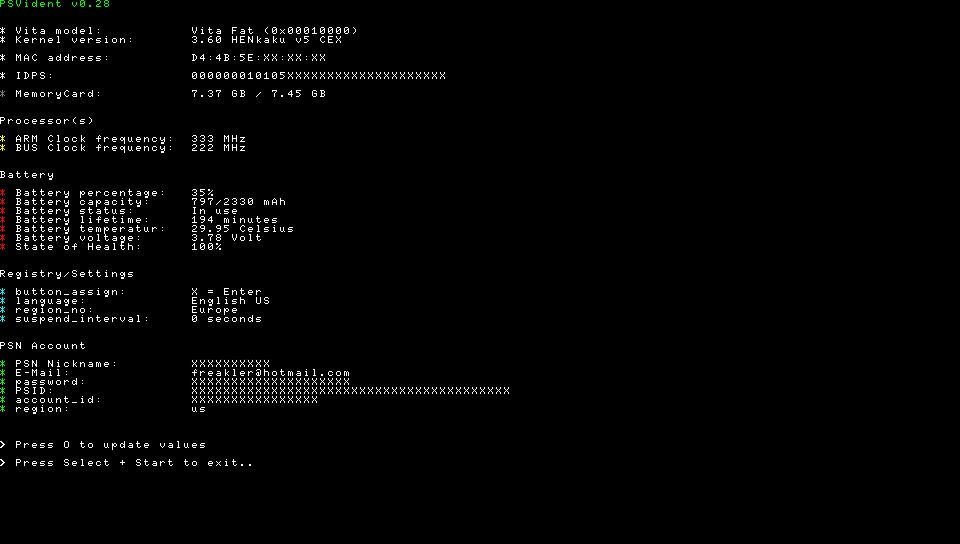 PSVident v0.28
* Vita model: Vita Fat (0x00010000)
* Kernel version: 3.60 HENkaku v5 CEX
* MAC address: D4:4B:5E:XX:XX:XX
* IDPS: 000000010105XXXXXXXXXXXXXXXXXXXX
* MemoryCard: 7.37 GB / 7.45 GB
Processor(s)
* ARM Clock frequency: 333 MHz
* BUS Clock frequency: 222 MHz
Battery
* Battery percentage: 35%
* Battery capacity: 797/2330 mAh
* Battery status: In use
* Battery lifetime: 194 minutes
* Battery temperatur: 29.95 Celsius
* Battery voltage: 3.78 Volt
* State of Health: 100%
Registry/Settings
* button_assign: X = Enter
* language: English US
* region_no: Europe
* suspend_interval: 0 seconds
PSN Account
* PSN Nickname: XXXXXXXXXX
* E-Mail: freakler@hotmail.com
* password: XXXXXXXXXXXXXXXXXXXX
* PSID: XXXXXXXXXXXXXXXXXXXXXXXXXXXXXXXXXXXXXXXX
* account_id: XXXXXXXXXXXXXXXX
* region: us
> Press O to update values
> Press Select + Start to exit..